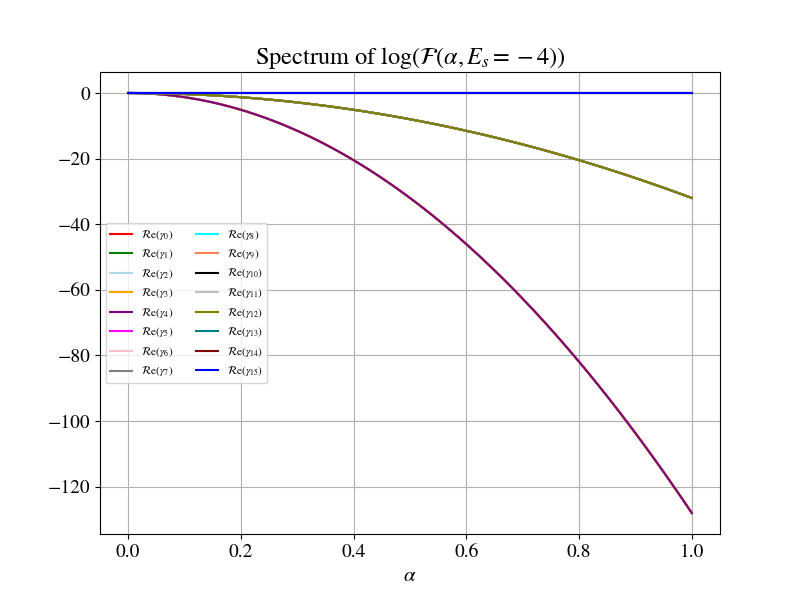 Spectrum of log(ℱ(α, E_s = −4))
0
−20
−40
−60
−80
−100
−120
ℛe(γ₀) ℛe(γ₈)
ℛe(γ₁) ℛe(γ₉)
ℛe(γ₂) ℛe(γ₁₀)
ℛe(γ₃) ℛe(γ₁₁)
ℛe(γ₄) ℛe(γ₁₂)
ℛe(γ₅) ℛe(γ₁₃)
ℛe(γ₆) ℛe(γ₁₄)
ℛe(γ₇) ℛe(γ₁₅)
0.0 0.2 0.4 0.6 0.8 1.0
α